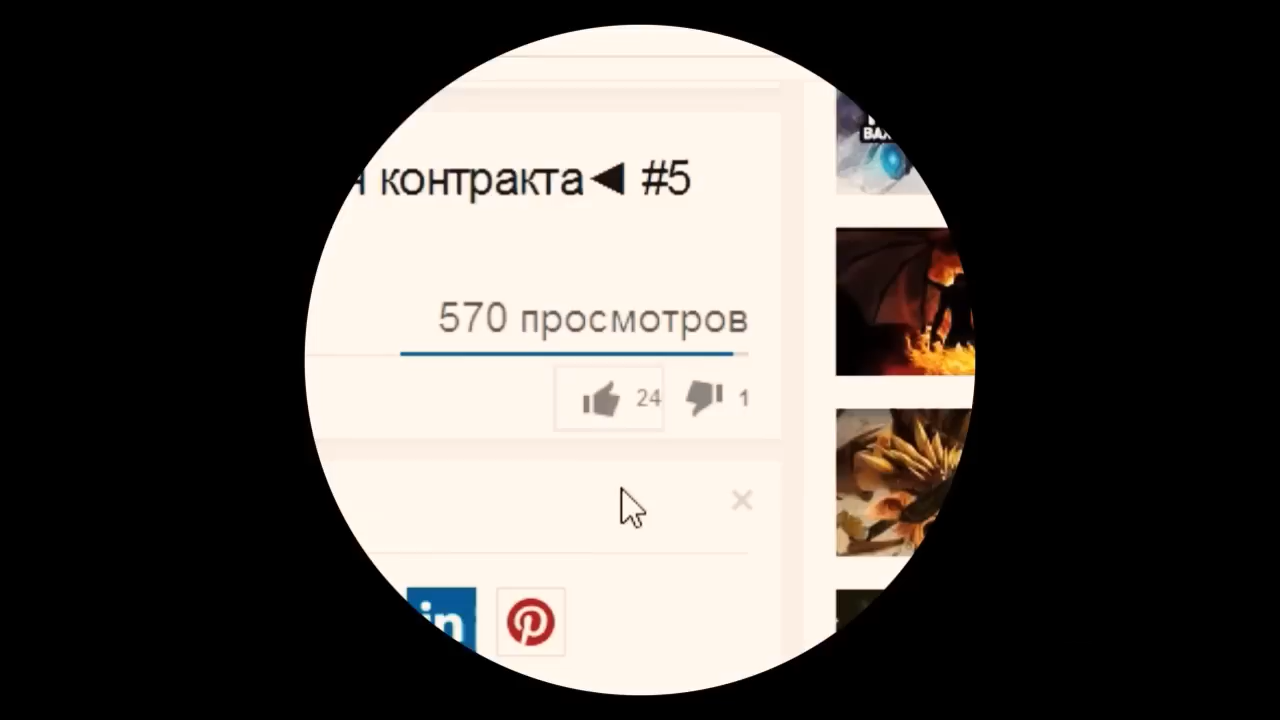 контракта◄ #5
570 просмотров
24 1
in